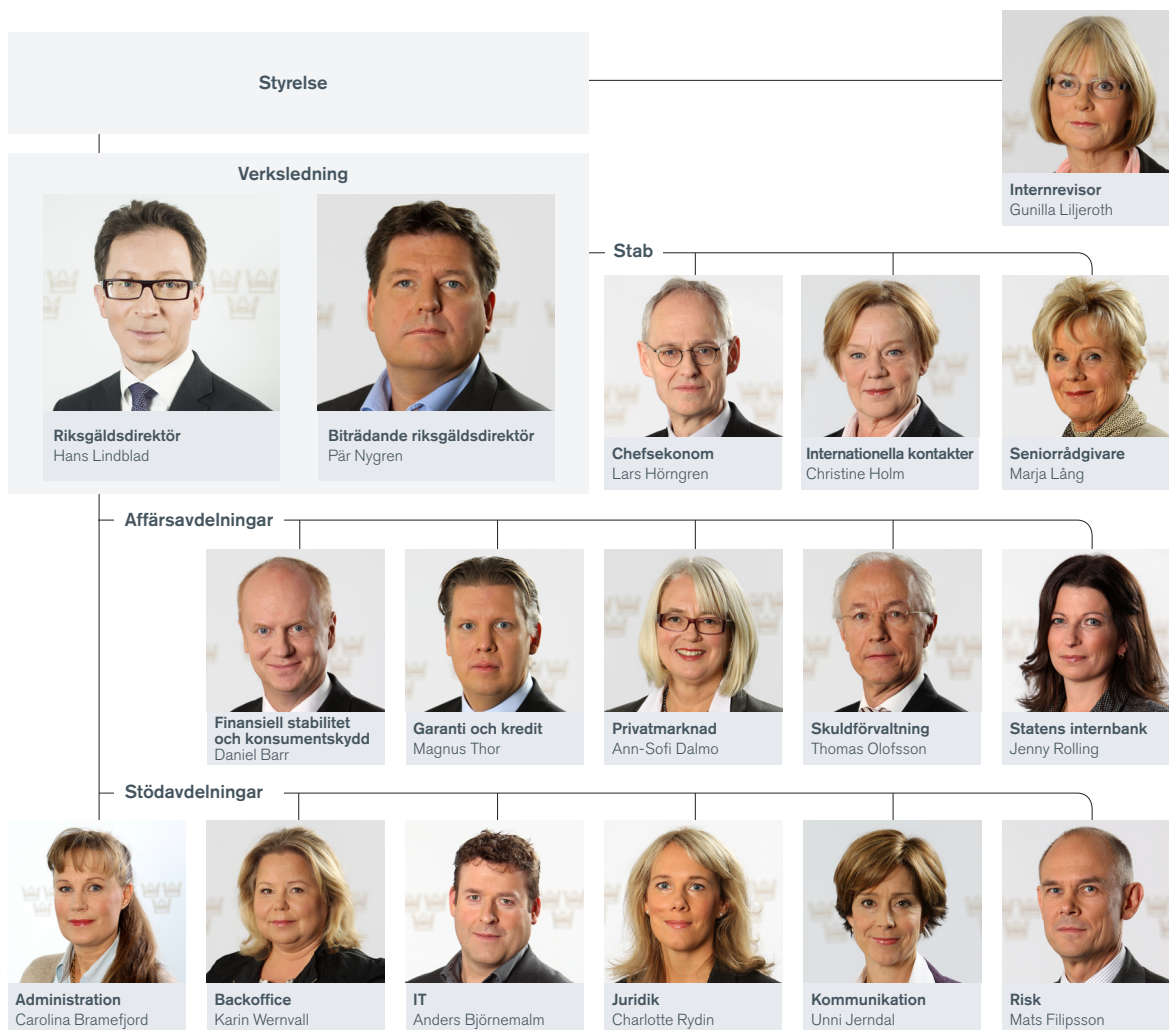 Styrelse
Internrevisor
Gunilla Liljeroth
Verksledning
Riksgäldsdirektör
Hans Lindblad
Biträdande riksgäldsdirektör
Pär Nygren
Stab
Chefsekonom
Lars Hörngren
Internationella kontakter
Christine Holm
Seniorrådgivare
Marja Lång
Affärsavdelningar
Finansiell stabilitet
och konsumentskydd
Daniel Barr
Garanti och kredit
Magnus Thor
Privatmarknad
Ann-Sofi Dalmo
Skuldförvaltning
Thomas Olofsson
Statens internbank
Jenny Rolling
Stödavdelningar
Administration
Carolina Bramefjord
Backoffice
Karin Wernvall
IT
Anders Björnemalm
Juridik
Charlotte Rydin
Kommunikation
Unni Jerndal
Risk
Mats Filipsson